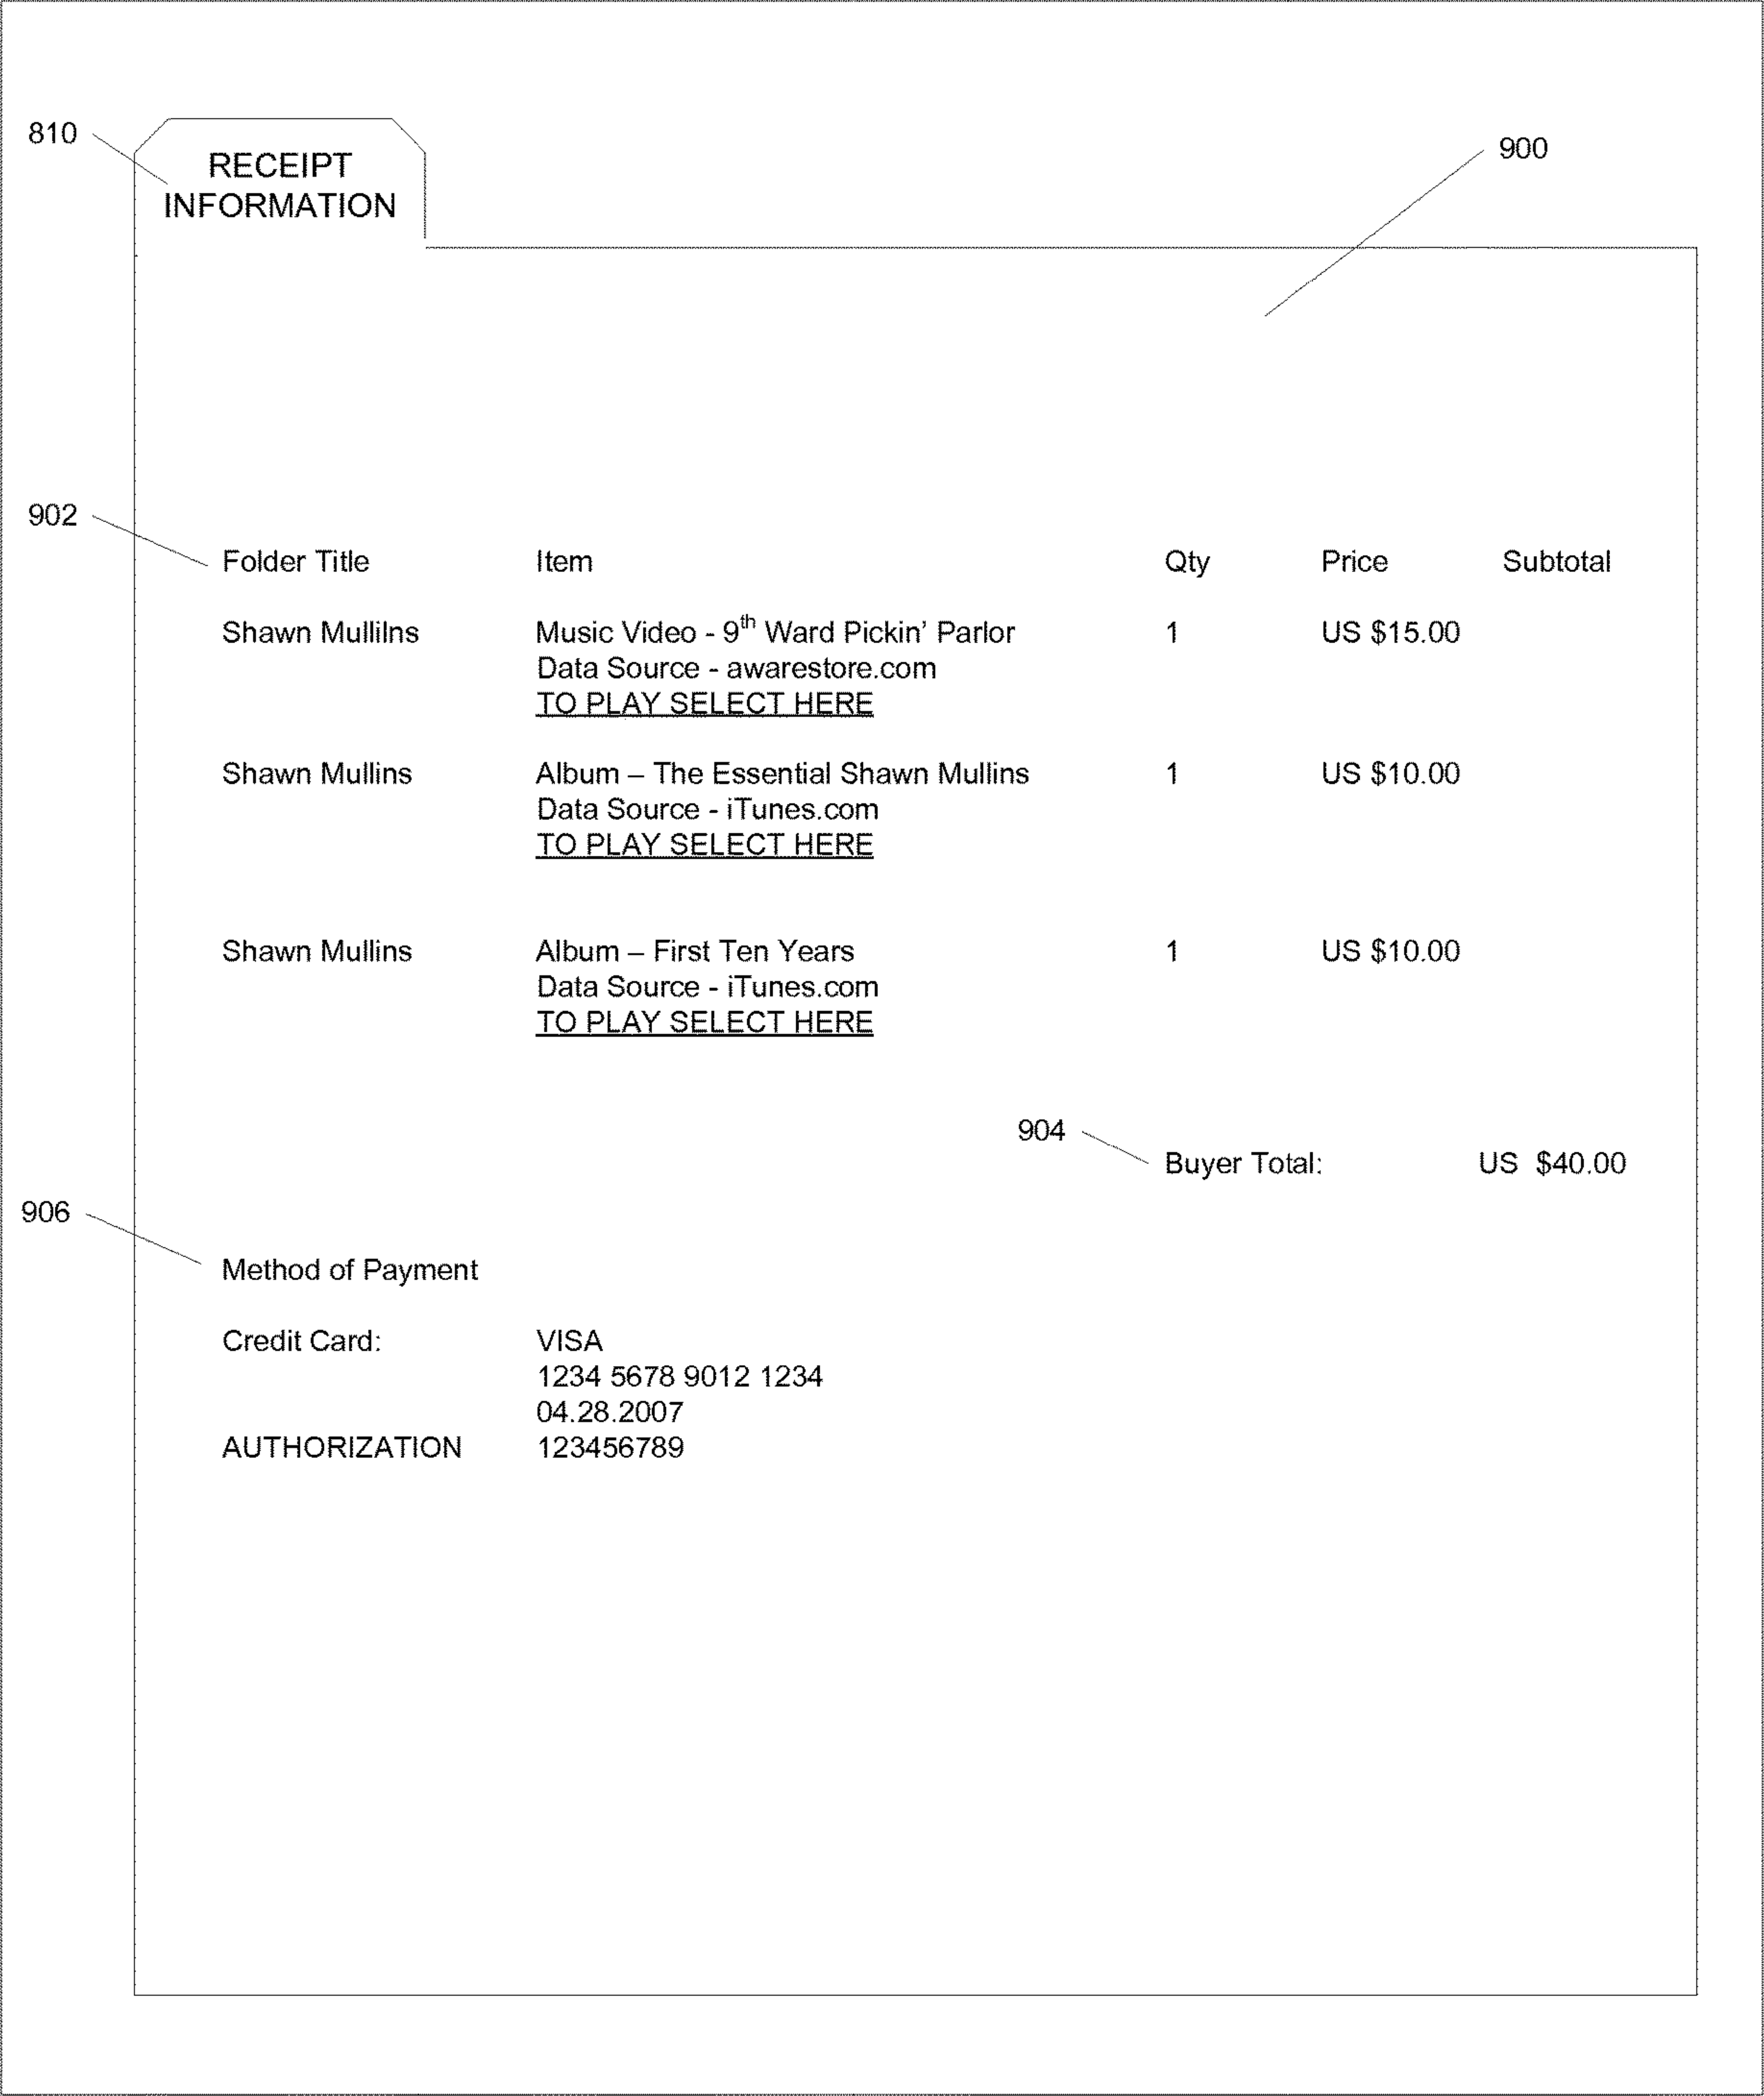 810
RECEIPT
INFORMATION
900
902
Folder Title Item Qty Price Subtotal
Shawn Mullilns Music Video - 9th Ward Pickin’ Parlor 1 US $15.00
Data Source - awarestore.com
TO PLAY SELECT HERE
Shawn Mullins Album – The Essential Shawn Mullins 1 US $10.00
Data Source - iTunes.com
TO PLAY SELECT HERE
Shawn Mullins Album – First Ten Years 1 US $10.00
Data Source - iTunes.com
TO PLAY SELECT HERE
904
Buyer Total: US $40.00
906
Method of Payment
Credit Card: VISA
1234 5678 9012 1234
04.28.2007
AUTHORIZATION 123456789